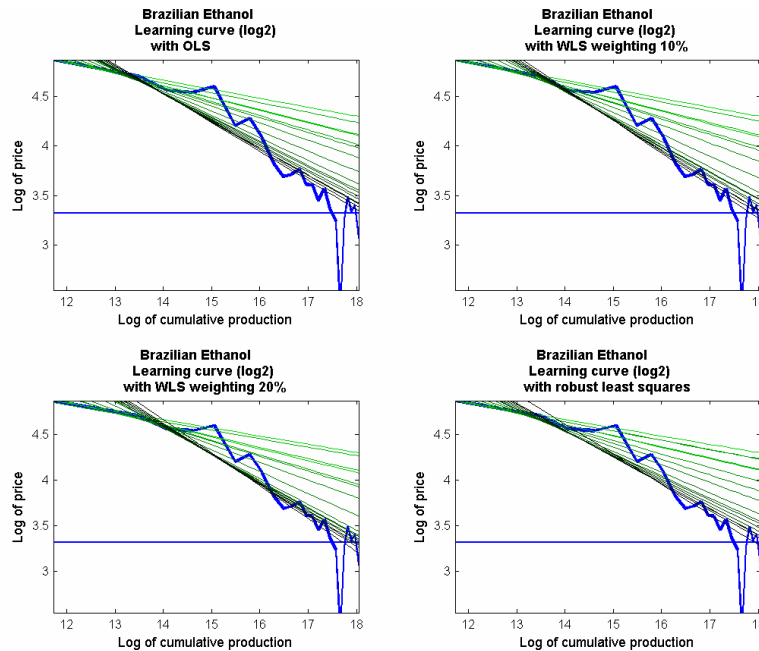 Brazilian Ethanol
Learning curve (log2)
with OLS
4.5
4
3.5
3
Log of price
12 13 14 15 16 17 18
Log of cumulative production
Brazilian Ethanol
Learning curve (log2)
with WLS weighting 10%
4.5
4
3.5
3
Log of price
12 13 14 15 16 17 18
Log of cumulative production
Brazilian Ethanol
Learning curve (log2)
with WLS weighting 20%
4.5
4
3.5
3
Log of price
12 13 14 15 16 17 18
Log of cumulative production
Brazilian Ethanol
Learning curve (log2)
with robust least squares
4.5
4
3.5
3
Log of price
12 13 14 15 16 17 18
Log of cumulative production